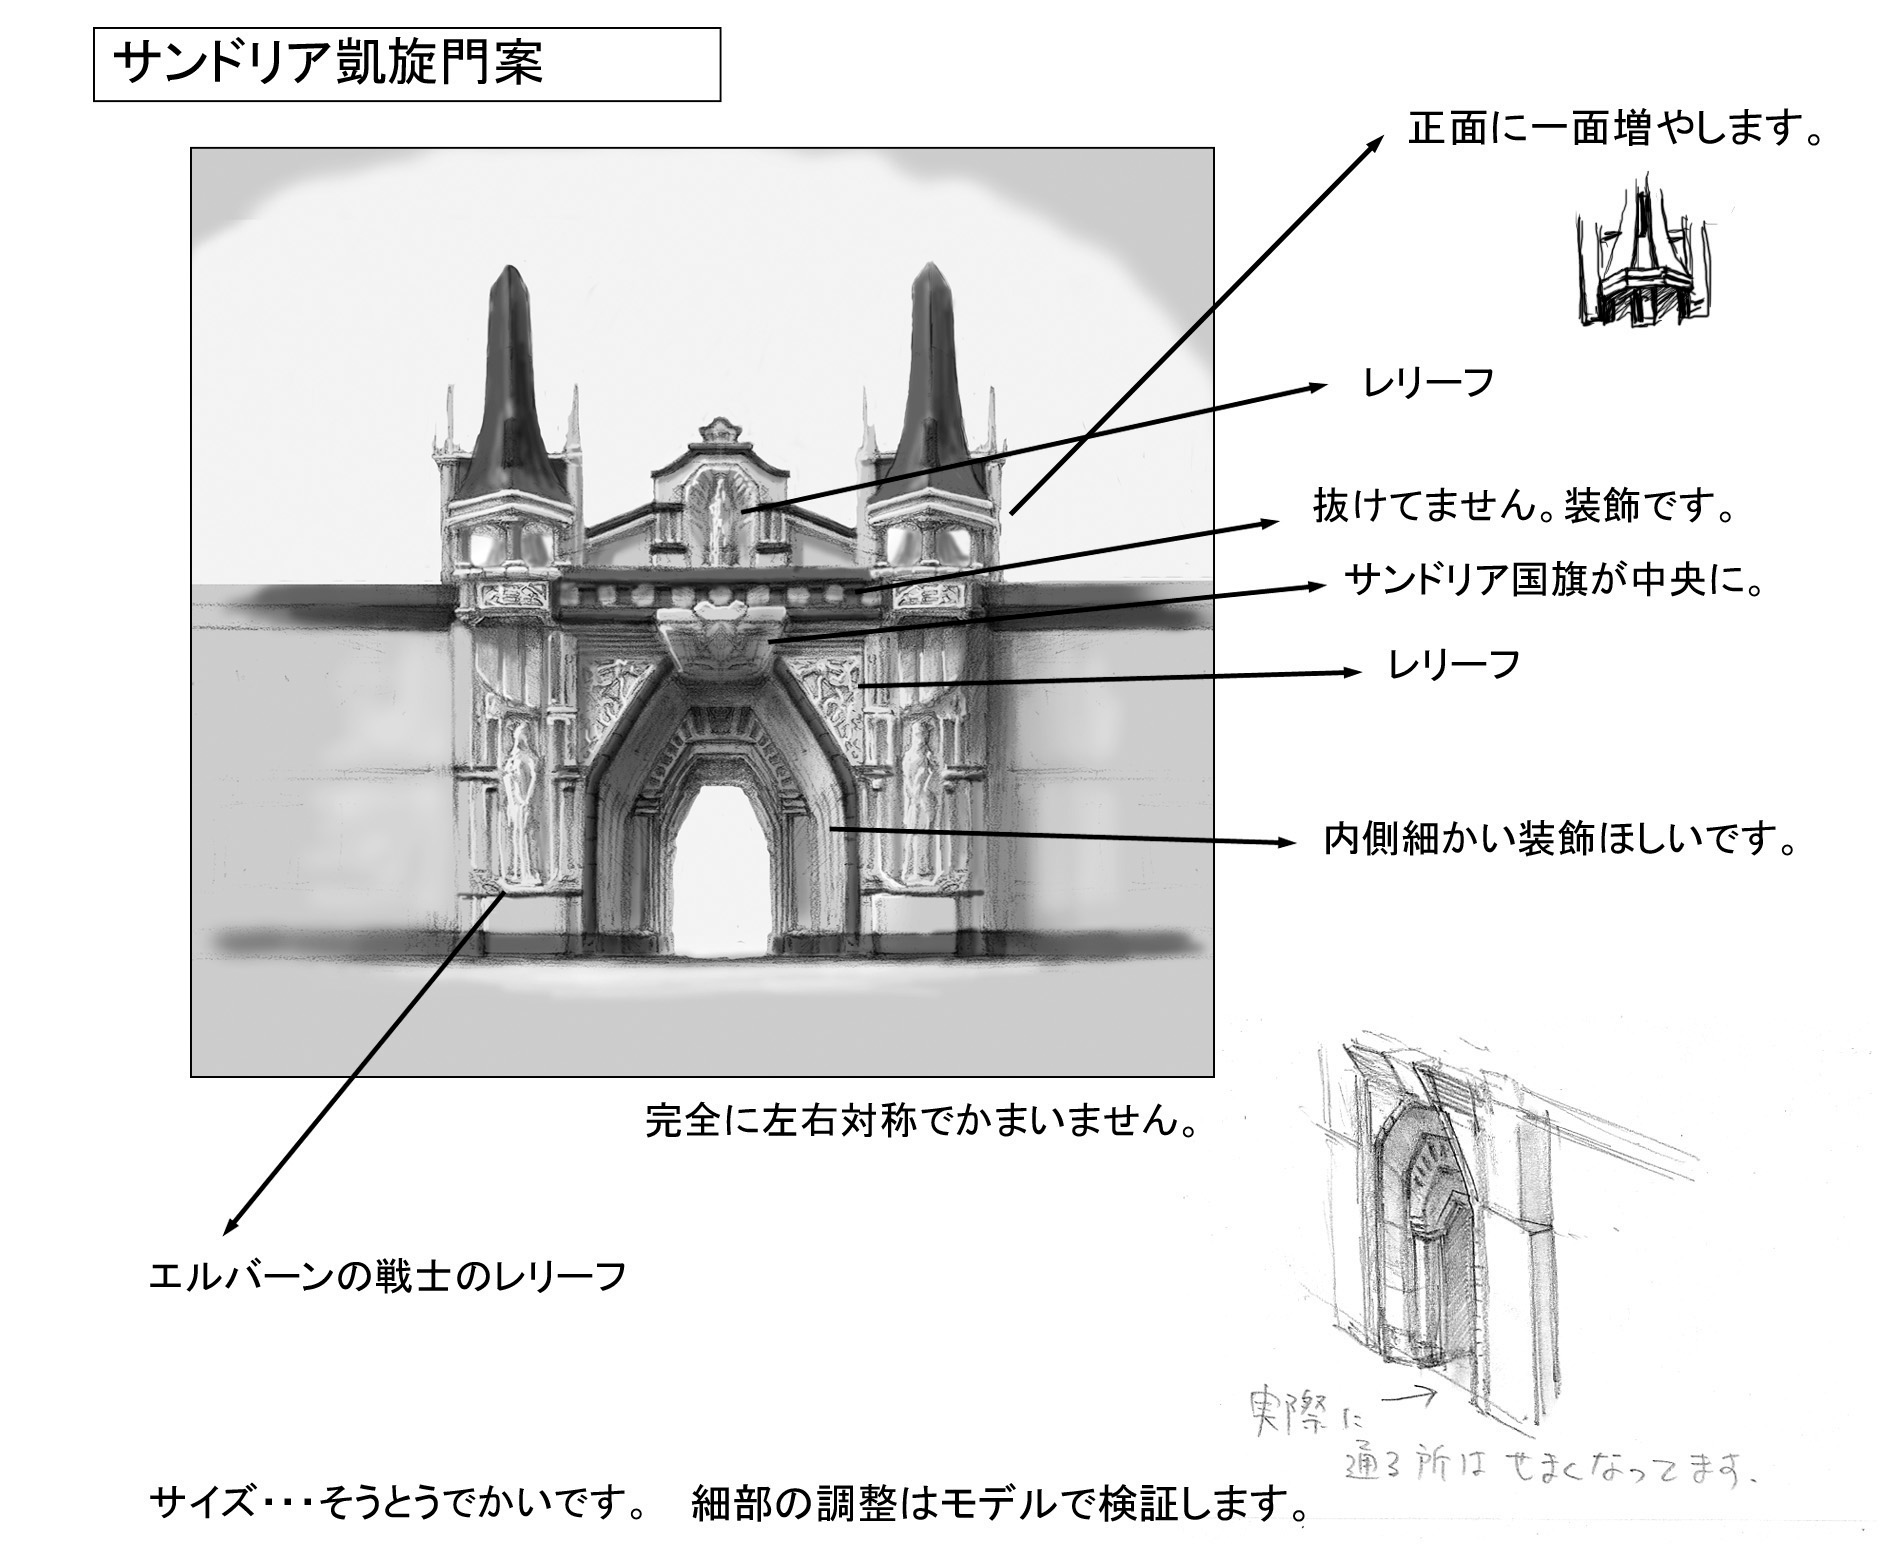 サンドリア凱旋門案
正面に一面増やします。
レリーフ
抜けてません。装飾です。
サンドリア国旗が中央に。
レリーフ
内側細かい装飾ほしいです。
完全に左右対称でかまいません。
エルバーンの戦士のレリーフ
実際に
通る所はせまくなってます.
サイズ・・・そうとうでかいです。 細部の調整はモデルで検証します。